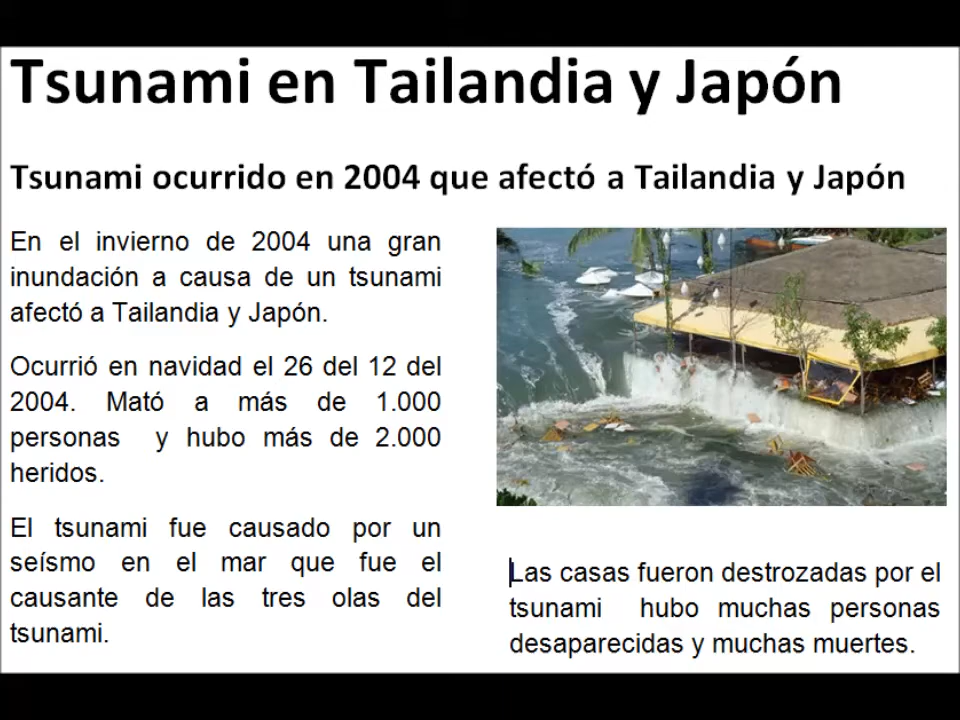 Tsunami en Tailandia y Japón
Tsunami ocurrido en 2004 que afectó a Tailandia y Japón
En el invierno de 2004 una gran
inundación a causa de un tsunami
afectó a Tailandia y Japón.
Ocurrió en navidad el 26 del 12 del
2004. Mató a más de 1.000
personas y hubo más de 2.000
heridos.
El tsunami fue causado por un
seísmo en el mar que fue el
causante de las tres olas del
tsunami.
Las casas fueron destrozadas por el
tsunami hubo muchas personas
desaparecidas y muchas muertes.